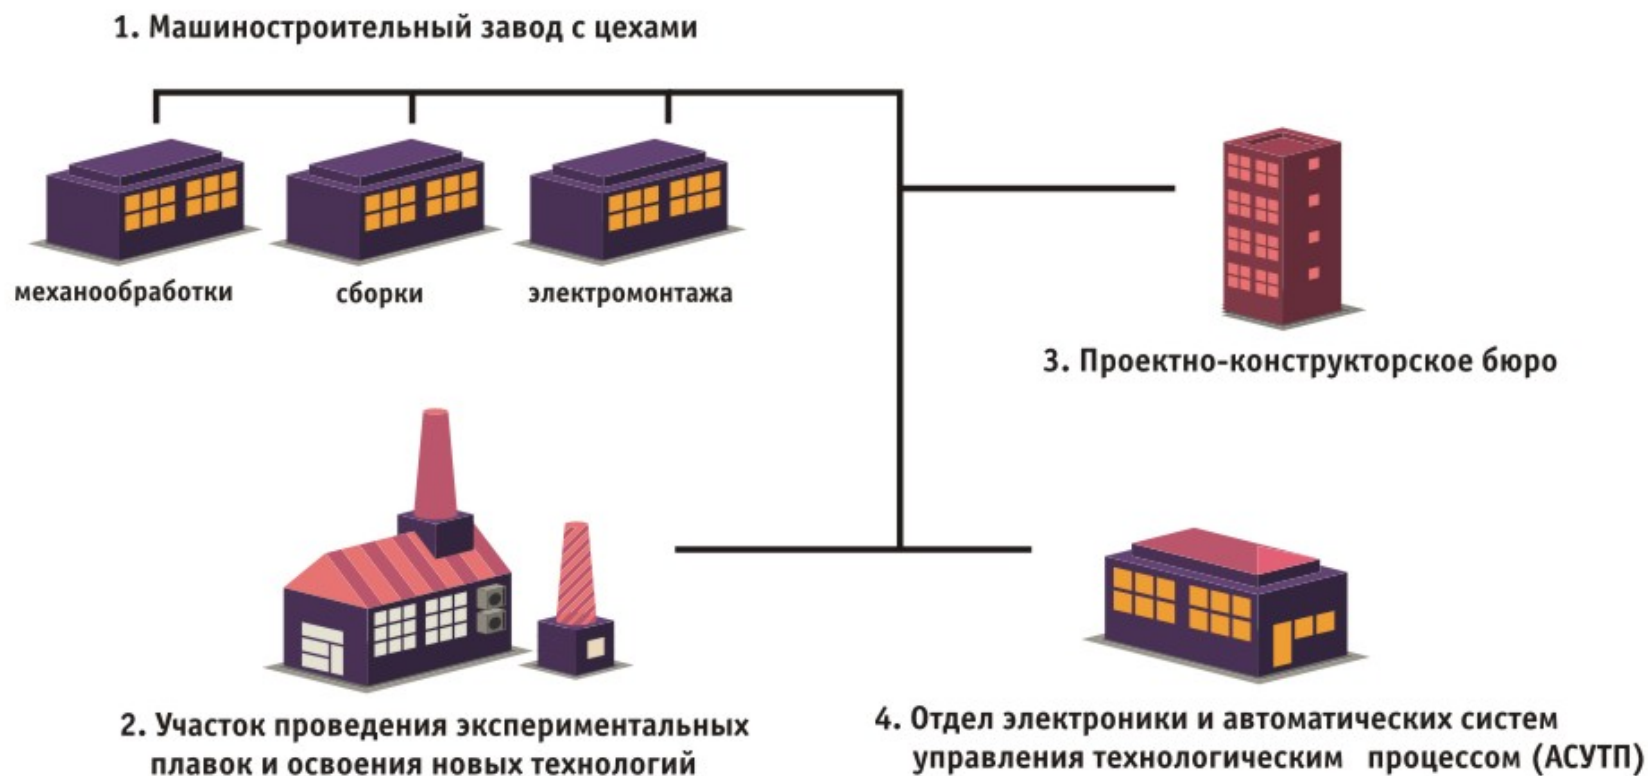 1. Машиностроительный завод с цехами
механообработки
сборки
электромонтажа
3. Проектно-конструкторское бюро
2. Участок проведения экспериментальных
плавок и освоения новых технологий
4. Отдел электроники и автоматических систем
управления технологическим процессом (АСУТП)